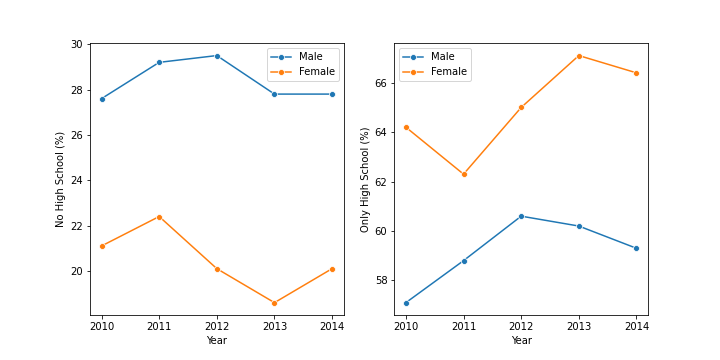 30
28
26
24
22
20
No High School (%)
Male
Female
2010 2011 2012 2013 2014
Year
66
64
62
60
58
Only High School (%)
Male
Female
2010 2011 2012 2013 2014
Year